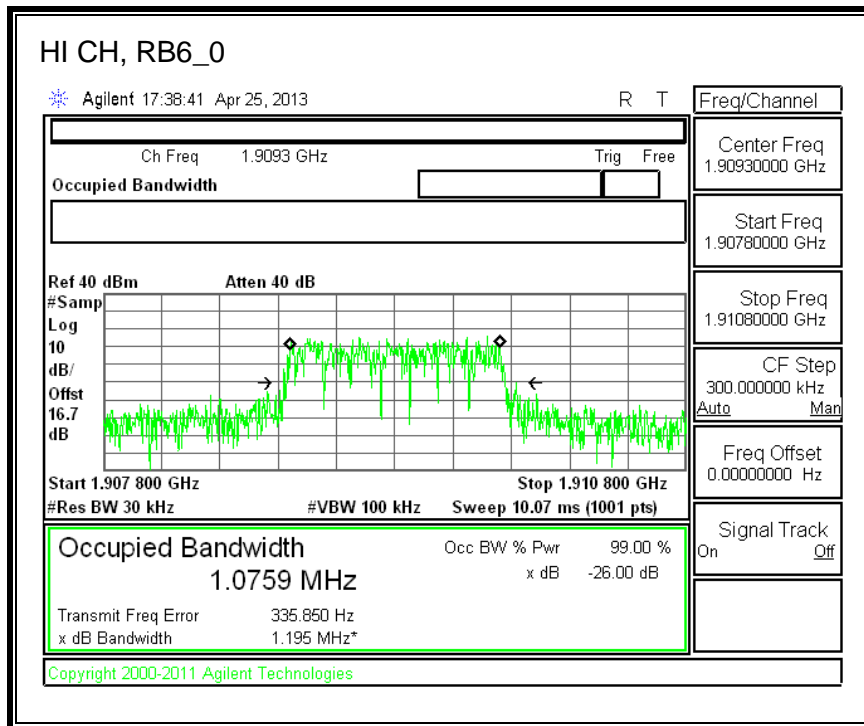 HI CH, RB6_0
Agilent 17:38:41 Apr 25, 2013 R T
Freq/Channel
Ch Freq 1.9093 GHz Trig Free
Occupied Bandwidth
Center Freq
1.90930000 GHz
Start Freq
1.90780000 GHz
Stop Freq
1.91080000 GHz
CF Step
300.000000 kHz
Auto Man
Freq Offset
0.00000000 Hz
Signal Track
On Off
Ref 40 dBm Atten 40 dB
#Samp
Log
10
dB/
Offst
16.7
dB
Start 1.907 800 GHz Stop 1.910 800 GHz
#Res BW 30 kHz #VBW 100 kHz Sweep 10.07 ms (1001 pts)
Occupied Bandwidth Occ BW % Pwr 99.00 %
1.0759 MHz x dB -26.00 dB
Transmit Freq Error 335.850 Hz
x dB Bandwidth 1.195 MHz*
Copyright 2000-2011 Agilent Technologies